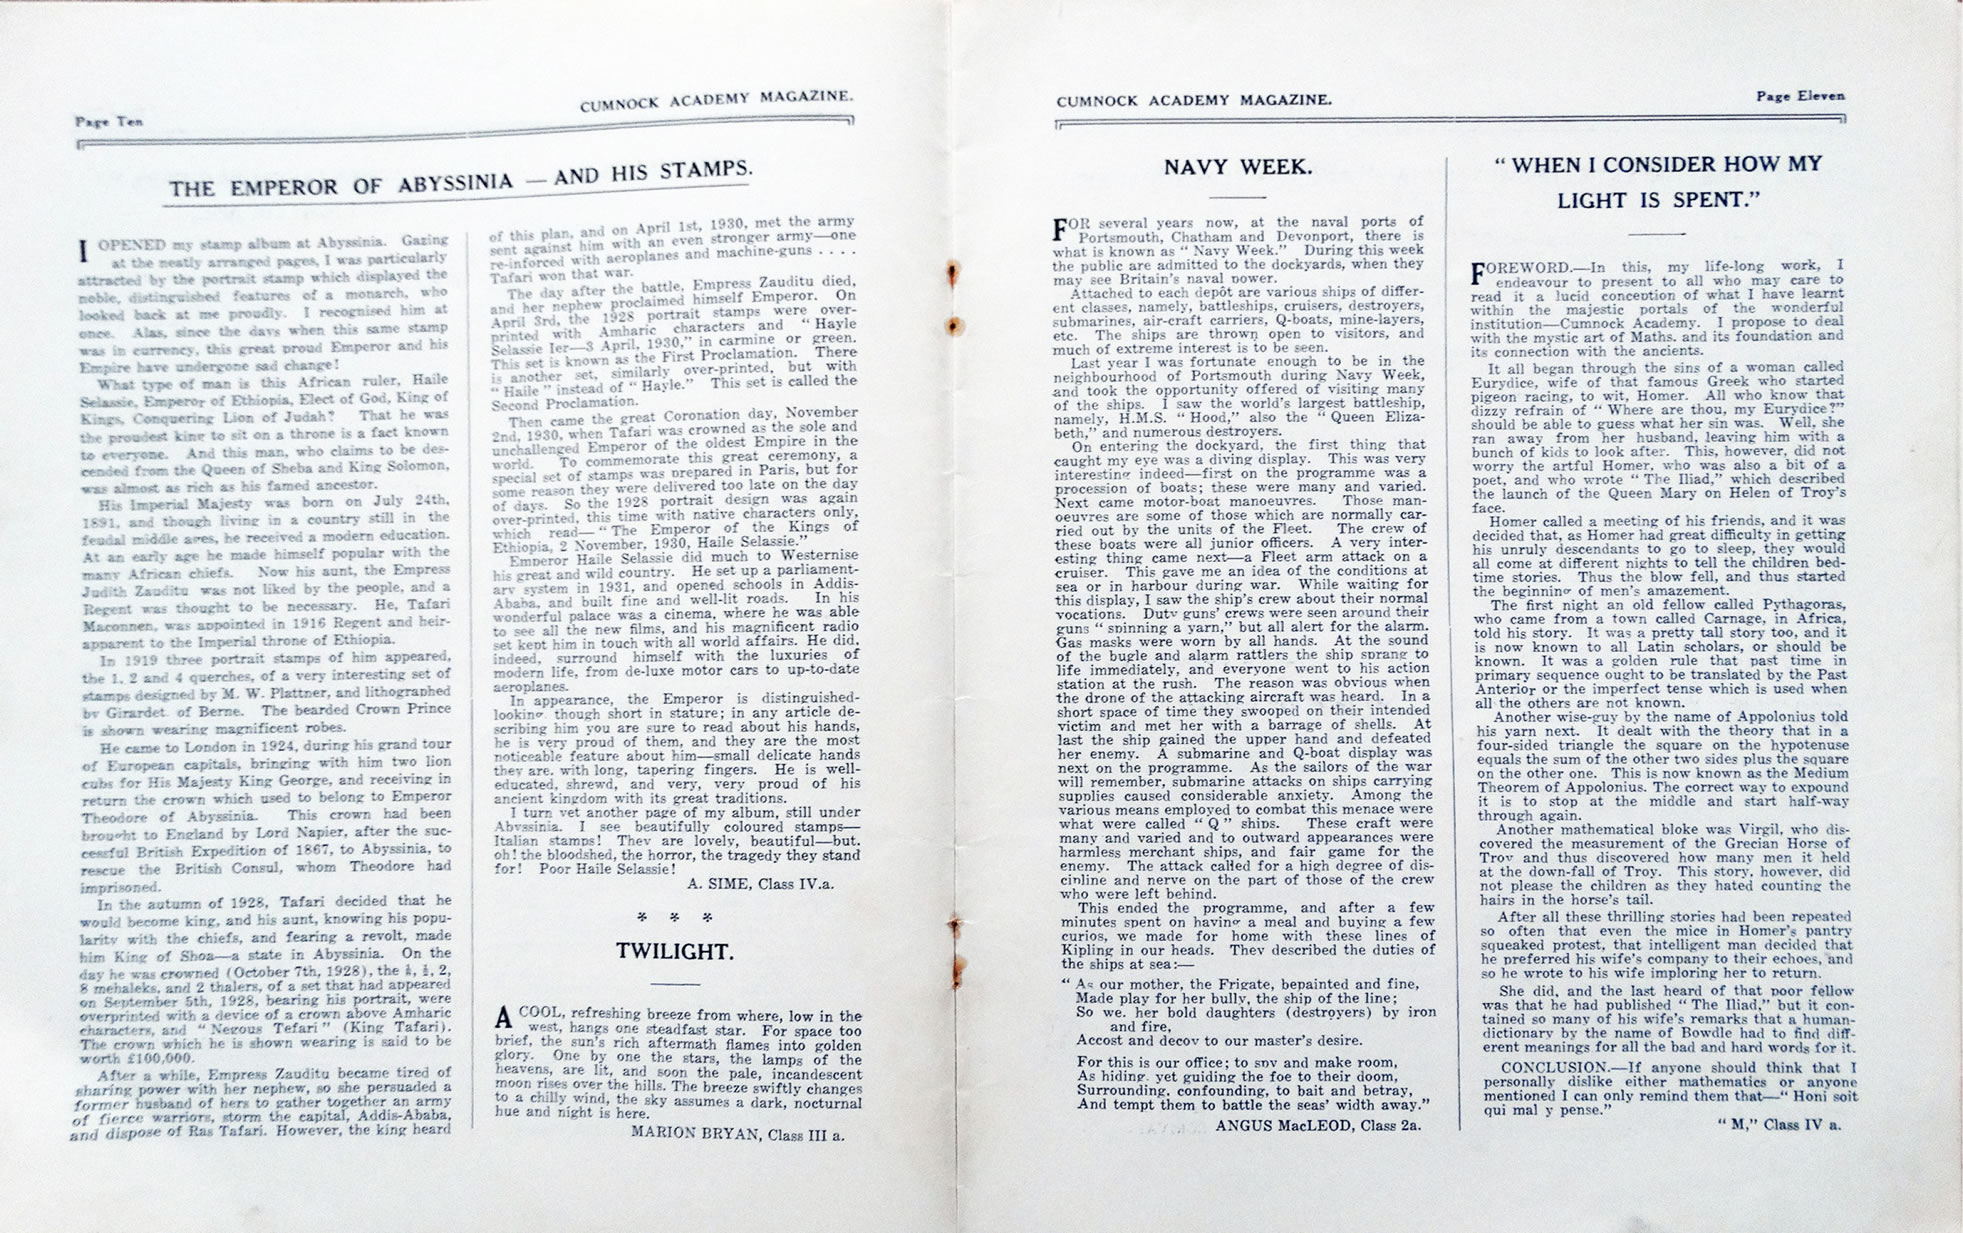 Page Ten
CUMNOCK ACADEMY MAGAZINE.
THE EMPEROR OF ABYSSINIA — AND HIS STAMPS.
I OPENED my stamp album at Abyssinia. Gazing
at the neatly arranged pages, I was particularly
attracted by the portrait stamp which displayed the
noble, distinguished features of a monarch, who
looked back at me proudly. I recognised him at
once. Alas, since the days when this same stamp
was in currency, this great proud Emperor and his
Empire have undergone sad change!
What type of man is this African ruler, Haile
Selassie, Emperor of Ethiopia, Elect of God, King of
Kings, Conquering Lion of Judah? That he was
the proudest king to sit on a throne is a fact known
to everyone. And this man, who claims to be des-
cended from the Queen of Sheba and King Solomon,
was almost as rich as his famed ancestor.
His Imperial Majesty was born on July 24th,
1891, and though living in a country still in the
feudal middle ages, he received a modern education.
At an early age he made himself popular with the
many African chiefs. Now his aunt, the Empress
Judith Zauditu was not liked by the people, and a
Regent was thought to be necessary. He, Tafari
Maconnen, was appointed in 1916 Regent and heir-
apparent to the Imperial throne of Ethiopia.
In 1919 three portrait stamps of him appeared,
the 1, 2 and 4 querches, of a very interesting set of
stamps designed by M. W. Plattner, and lithographed
by Girardet, of Berne. The bearded Crown Prince
is shown wearing magnificent robes.
He came to London in 1924, during his grand tour
of European capitals, bringing with him two lion
cubs for His Majesty King George, and receiving in
return the crown which used to belong to Emperor
Theodore of Abyssinia. This crown had been
brought to England by Lord Napier, after the suc-
cessful British Expedition of 1867, to Abyssinia, to
rescue the British Consul, whom Theodore had
imprisoned.
In the autumn of 1928, Tafari decided that he
would become king, and his aunt, knowing his popu-
larity with the chiefs, and fearing a revolt, made
him King of Shoa—a state in Abyssinia. On the
day he was crowned (October 7th, 1928), the 2,
8 mehaleks, and 2 thalers, of a set that had appeared
on September 5th, 1928, bearing his portrait, were
overprinted with a device of a crown above Amharic
characters, and "Negous Tefari" (King Tafari).
The crown which he is shown wearing is said to be
worth £100,000.
After a while, Empress Zauditu became tired of
sharing power with her nephew, so she persuaded a
former husband of hers to gather together an army
of fierce warriors, storm the capital, Addis-Ababa,
and dispose of Ras Tafari. However, the king heard
of this plan, and on April 1st, 1930, met the army
sent against him with an even stronger army—one
re-inforced with aeroplanes and machine-guns . . . .
Tafari won that war.
The day after the battle, Empress Zauditu died,
and her nephew proclaimed himself Emperor. On
April 3rd, the 1928 portrait stamps were over-
printed with Amharic characters and "Hayle
Selassie Ier—3 April, 1930," in carmine or green.
This set is known as the First Proclamation. There
is another set, similarly over-printed, but with
"Haile" instead of "Hayle." This set is called the
Second Proclamation.
Then came the great Coronation day, November
2nd, 1930, when Tafari was crowned as the sole and
unchallenged Emperor of the oldest Empire in the
world. To commemorate this great ceremony, a
special set of stamps was prepared in Paris, but for
some reason they were delivered too late on the day
of days. So the 1928 portrait design was again
over-printed, this time with native characters only,
which read—"The Emperor of the Kings of
Ethiopia, 2 November, 1930, Haile Selassie."
Emperor Haile Selassie did much to Westernise
his great and wild country. He set up a parliament-
ary system in 1931, and opened schools in Addis-
Ababa, and built fine and well-lit roads. In his
wonderful palace was a cinema, where he was able
to see all the new films, and his magnificent radio
set kept him in touch with all world affairs. He did,
indeed, surround himself with the luxuries of
modern life, from de-luxe motor cars to up-to-date
aeroplanes.
In appearance, the Emperor is distinguished-
looking, though short in stature; in any article de-
scribing him you are sure to read about his hands,
he is very proud of them, and they are the most
noticeable feature about him—small delicate hands
they are, with long, tapering fingers. He is well-
educated, shrewd, and very, very proud of his
ancient kingdom with its great traditions.
I turn yet another page of my album, still under
Abyssinia. I see beautifully coloured stamps—
Italian stamps! They are lovely, beautiful—but,
oh! the bloodshed, the horror, the tragedy they stand
for! Poor Haile Selassie!
A. SIME, Class IV.a.
* * *
TWILIGHT.
A COOL, refreshing breeze from where, low in the
west, hangs one steadfast star. For space too
brief, the sun's rich aftermath flames into golden
glory. One by one the stars, the lamps of the
heavens, are lit, and soon the pale, incandescent
moon rises over the hills. The breeze swiftly changes
to a chilly wind, the sky assumes a dark, nocturnal
hue and night is here.
MARION BRYAN, Class III a.
CUMNOCK ACADEMY MAGAZINE.
Page Eleven
NAVY WEEK.
FOR several years now, at the naval ports of
Portsmouth, Chatham and Devonport, there is
what is known as "Navy Week." During this week
the public are admitted to the dockyards, when they
may see Britain's naval power.
Attached to each depôt are various ships of differ-
ent classes, namely, battleships, cruisers, destroyers,
submarines, air-craft carriers, Q-boats, mine-layers,
etc. The ships are thrown open to visitors, and
much of extreme interest is to be seen.
Last year I was fortunate enough to be in the
neighbourhood of Portsmouth during Navy Week,
and took the opportunity offered of visiting many
of the ships. I saw the world's largest battleship,
namely, H.M.S. "Hood," also the "Queen Eliza-
beth," and numerous destroyers.
On entering the dockyard, the first thing that
caught my eye was a diving display. This was very
interesting indeed—first on the programme was a
procession of boats; these were many and varied.
Next came motor-boat manoeuvres. Those man-
oeuvres are some of those which are normally car-
ried out by the units of the Fleet. The crew of
these boats were all junior officers. A very inter-
esting thing came next—a Fleet arm attack on a
cruiser. This gave me an idea of the conditions at
sea or in harbour during war. While waiting for
this display, I saw the ship's crew about their normal
vocations. Duty guns' crews were seen around their
guns "spinning a yarn," but all alert for the alarm.
Gas masks were worn by all hands. At the sound
of the bugle and alarm rattlers the ship sprang to
life immediately, and everyone went to his action
station at the rush. The reason was obvious when
the drone of the attacking aircraft was heard. In a
short space of time they swooped on their intended
victim and met her with a barrage of shells. At
last the ship gained the upper hand and defeated
her enemy. A submarine and Q-boat display was
next on the programme. As the sailors of the war
will remember, submarine attacks on ships carrying
supplies caused considerable anxiety. Among the
various means employed to combat this menace were
what were called "Q" ships. These craft were
many and varied and to outward appearances were
harmless merchant ships, and fair game for the
enemy. The attack called for a high degree of dis-
cipline and nerve on the part of those of the crew
who were left behind.
This ended the programme, and after a few
minutes spent on having a meal and buying a few
curios, we made for home with these lines of
Kipling in our heads. They described the duties of
the ships at sea:—
"As our mother, the Frigate, bepainted and fine,
Made play for her bully, the ship of the line;
So we, her bold daughters (destroyers) by iron
and fire,
Accost and decoy to our master's desire.
For this is our office; to spy and make room,
As hiding, yet guiding the foe to their doom,
Surrounding, confounding, to bait and betray,
And tempt them to battle the seas' width away."
ANGUS MacLEOD, Class 2a.
"WHEN I CONSIDER HOW MY
LIGHT IS SPENT."
FOREWORD.—In this, my life-long work, I
endeavour to present to all who may care to
read it a lucid conception of what I have learnt
within the majestic portals of the wonderful
institution—Cumnock Academy. I propose to deal
with the mystic art of Maths. and its foundation and
its connection with the ancients.
It all began through the sins of a woman called
Eurydice, wife of that famous Greek who started
pigeon racing, to wit, Homer. All who know that
dizzy refrain of "Where are thou, my Eurydice?"
should be able to guess what her sin was. Well, she
ran away from her husband, leaving him with a
bunch of kids to look after. This, however, did not
worry the artful Homer, who was also a bit of a
poet, and who wrote "The Iliad," which described
the launch of the Queen Mary on Helen of Troy's
face.
Homer called a meeting of his friends, and it was
decided that, as Homer had great difficulty in getting
his unruly descendants to go to sleep, they would
all come at different nights to tell the children bed-
time stories. Thus the blow fell, and thus started
the beginning of men's amazement.
The first night an old fellow called Pythagoras,
who came from a town called Carnage, in Africa,
told his story. It was a pretty tall story too, and it
is now known to all Latin scholars, or should be
known. It was a golden rule that past time in
primary sequence ought to be translated by the Past
Anterior or the imperfect tense which is used when
all the others are not known.
Another wise-guy by the name of Appolonius told
his yarn next. It dealt with the theory that in a
four-sided triangle the square on the hypotenuse
equals the sum of the other two sides plus the square
on the other one. This is now known as the Medium
Theorem of Appolonius. The correct way to expound
it is to stop at the middle and start half-way
through again.
Another mathematical bloke was Virgil, who dis-
covered the measurement of the Grecian Horse of
Troy and thus discovered how many men it held
at the down-fall of Troy. This story, however, did
not please the children as they hated counting the
hairs in the horse's tail.
After all these thrilling stories had been repeated
so often that even the mice in Homer's pantry
squeaked protest, that intelligent man decided that
he preferred his wife's company to their echoes, and
so he wrote to his wife imploring her to return.
She did, and the last heard of that poor fellow
was that he had published "The Iliad," but it con-
tained so many of his wife's remarks that a human-
dictionary by the name of Bowdle had to find diff-
erent meanings for all the bad and hard words for it.
CONCLUSION.—If anyone should think that I
personally dislike either mathematics or anyone
mentioned I can only remind them that—"Honi soit
qui mal y pense."
"M," Class IV a.